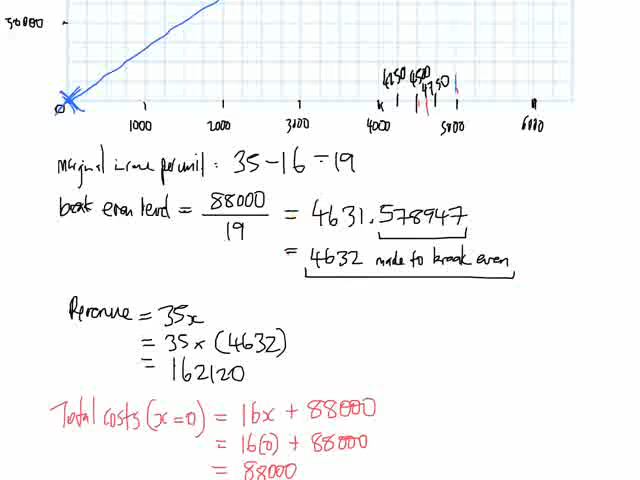 50000
4250 4500 4750
0 1000 2000 3000 4000 5000 6000
marginal income per unit : 35 - 16 = 19
break even level = 88000 / 19 = 4631.578947
= 4632 made to break even
Revenue = 35x
= 35 × (4632)
= 162120
Total costs (x=0) = 16x + 88000
= 16(0) + 88000
= 88000